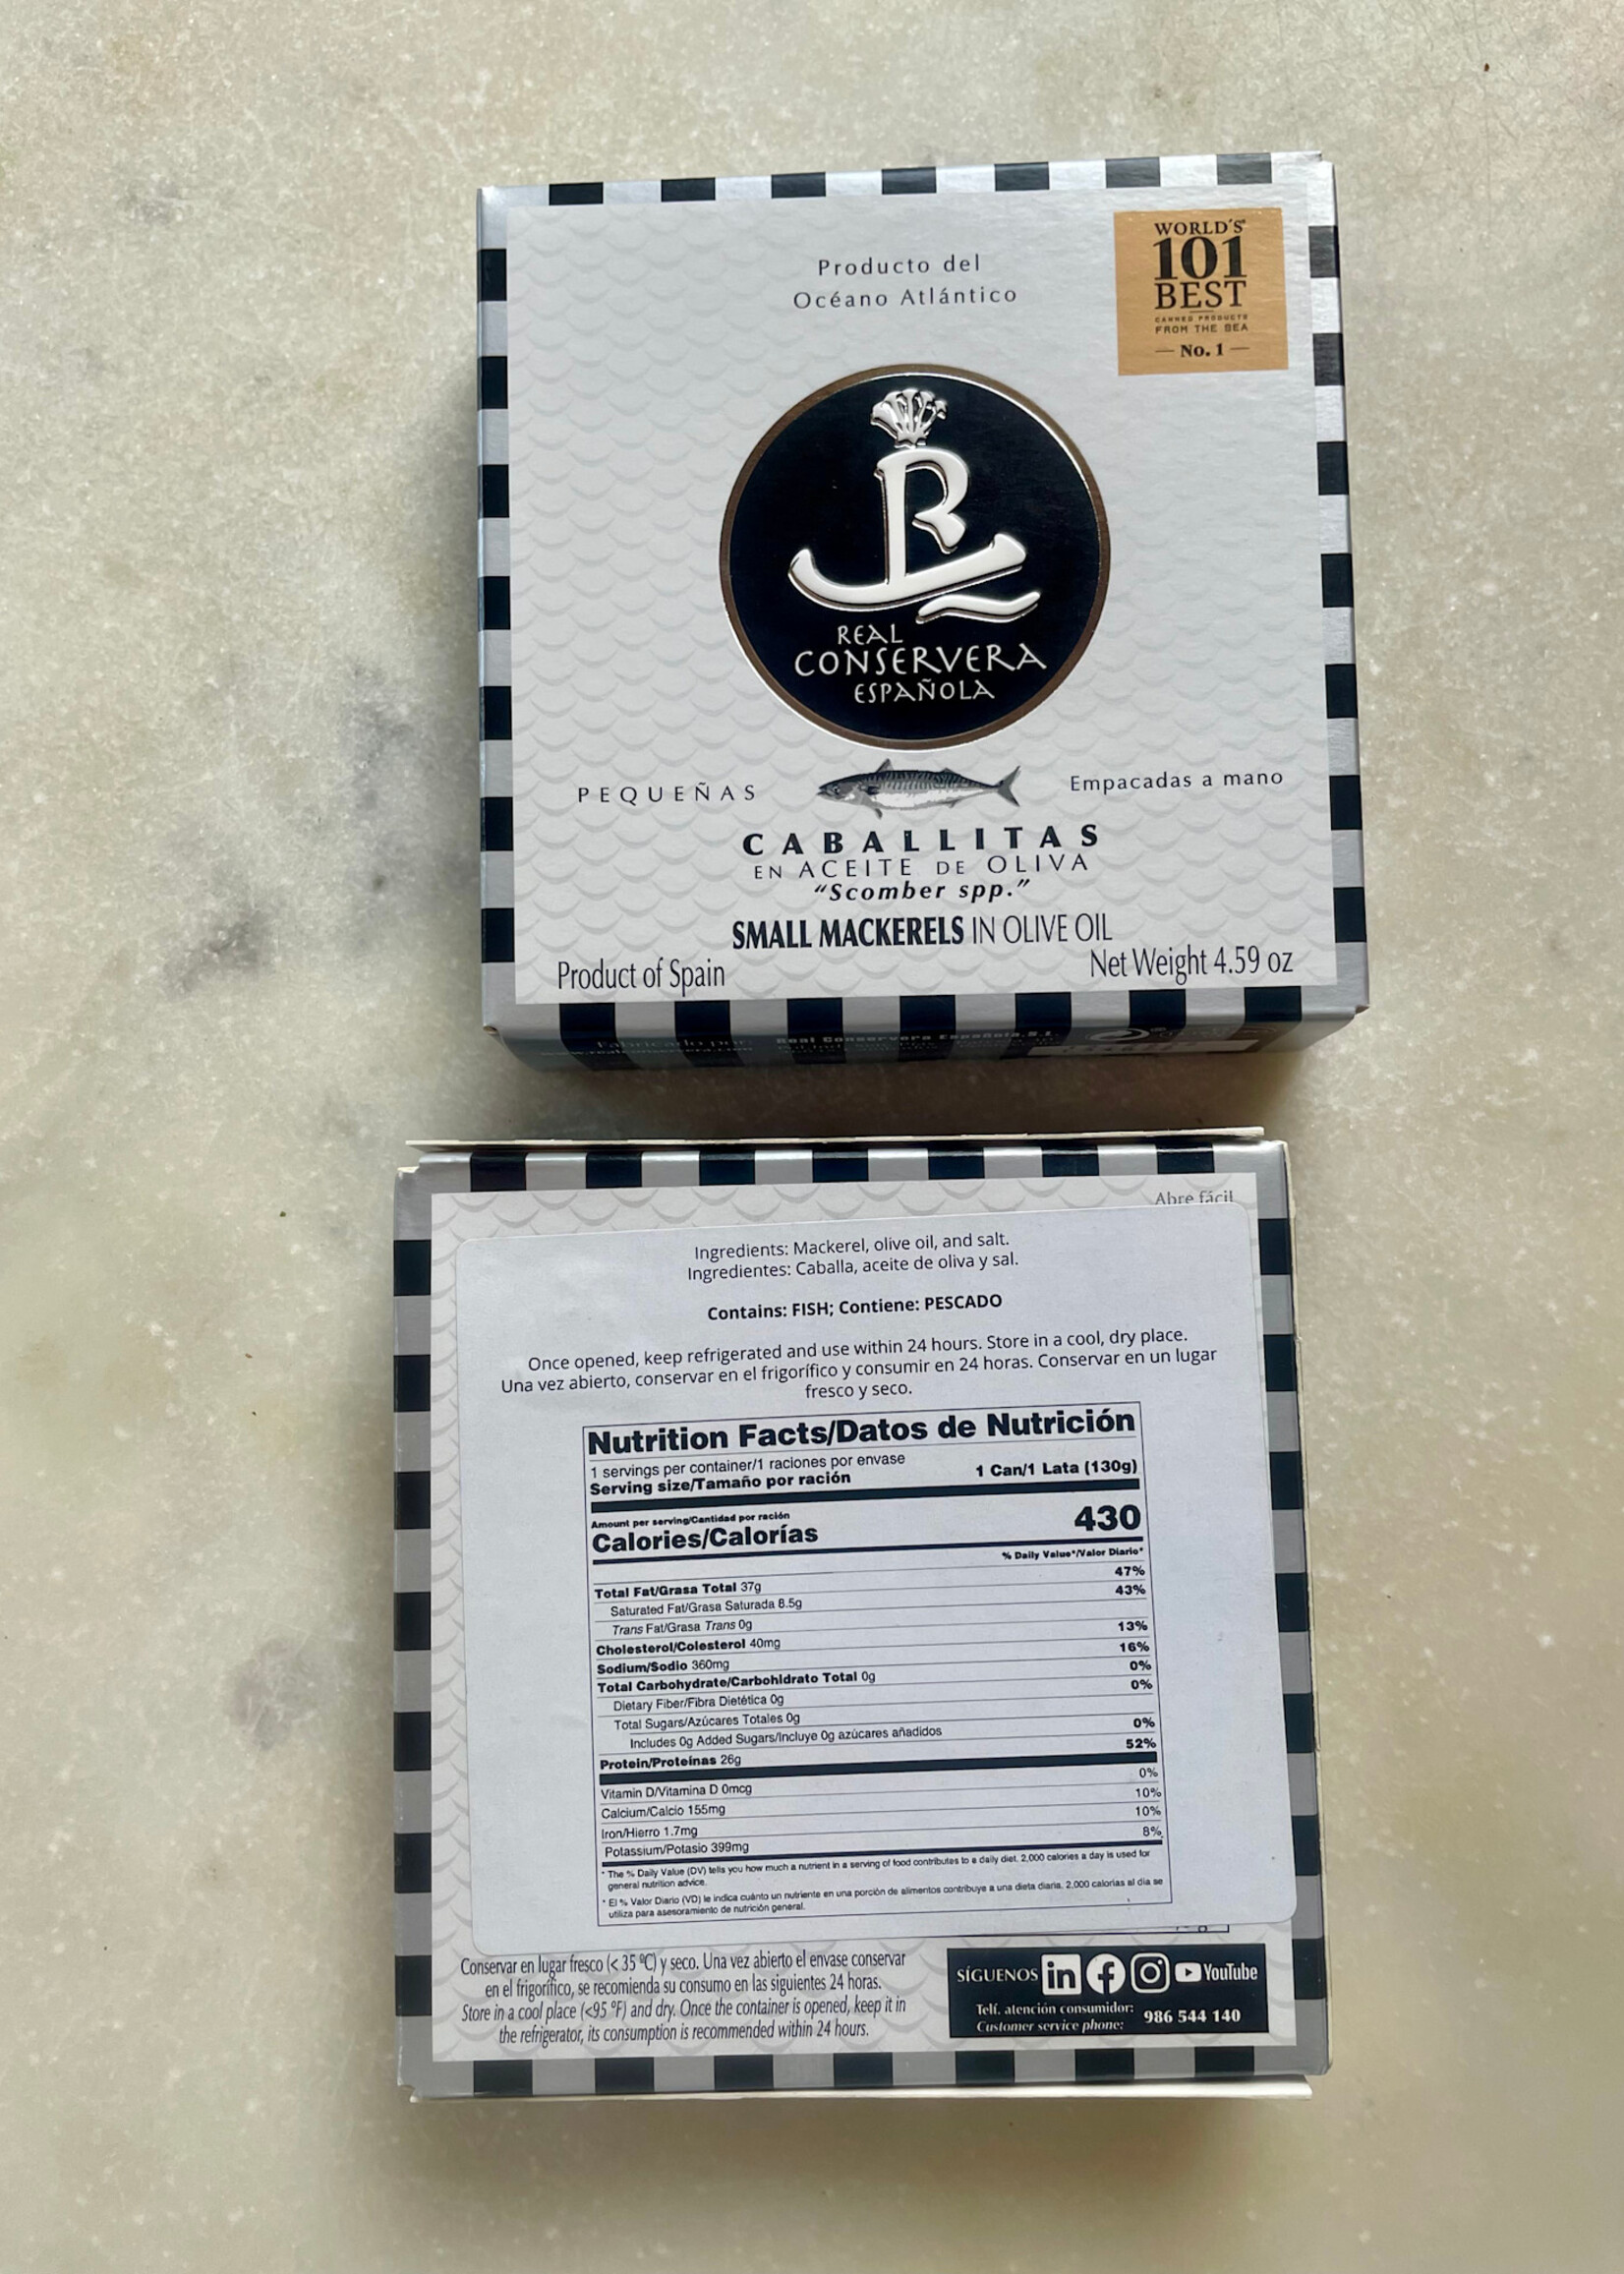 Producto del
Océano Atlántico
WORLD'S
101
BEST
CANNED PRODUCTS
FROM THE SEA
— No. 1 —
REAL
CONSERVERA
ESPAÑOLA
PEQUEÑAS
Empacadas a mano
CABALLITAS
EN ACEITE DE OLIVA
"Scomber spp."
SMALL MACKERELS IN OLIVE OIL
Product of Spain
Net Weight 4.59 oz
Fabricado por:
Real Conservera Española S.L.
Abre fácil
Ingredients: Mackerel, olive oil, and salt.
Ingredientes: Caballa, aceite de oliva y sal.
Contains: FISH; Contiene: PESCADO
Once opened, keep refrigerated and use within 24 hours. Store in a cool, dry place.
Una vez abierto, conservar en el frigorífico y consumir en 24 horas. Conservar en un lugar
fresco y seco.
Nutrition Facts/Datos de Nutrición
1 servings per container/1 raciones por envase
Serving size/Tamaño por ración 1 Can/1 Lata (130g)
Amount per serving/Cantidad por ración
Calories/Calorías 430
% Daily Value*/Valor Diario*
Total Fat/Grasa Total 37g 47%
Saturated Fat/Grasa Saturada 8.5g 43%
Trans Fat/Grasa Trans 0g
Cholesterol/Colesterol 40mg 13%
Sodium/Sodio 360mg 16%
Total Carbohydrate/Carbohidrato Total 0g 0%
Dietary Fiber/Fibra Dietética 0g 0%
Total Sugars/Azúcares Totales 0g
Includes 0g Added Sugars/Incluye 0g azúcares añadidos 0%
Protein/Proteínas 26g 52%
Vitamin D/Vitamina D 0mcg 0%
Calcium/Calcio 155mg 10%
Iron/Hierro 1.7mg 10%
Potassium/Potasio 399mg 8%
* The % Daily Value (DV) tells you how much a nutrient in a serving of food contributes to a daily diet. 2,000 calories a day is used for
general nutrition advice.
* El % Valor Diario (VD) le indica cuánto un nutriente en una porción de alimentos contribuye a una dieta diaria. 2,000 calorías al día se
utiliza para asesoramiento de nutrición general.
Conservar en lugar fresco (< 35 ºC) y seco. Una vez abierto el envase conservar
en el frigorífico, se recomienda su consumo en las siguientes 24 horas.
Store in a cool place (<95 ºF) and dry. Once the container is opened, keep it in
the refrigerator, its consumption is recommended within 24 hours.
SÍGUENOS in f YouTube
Telf. atención consumidor:
Customer service phone: 986 544 140